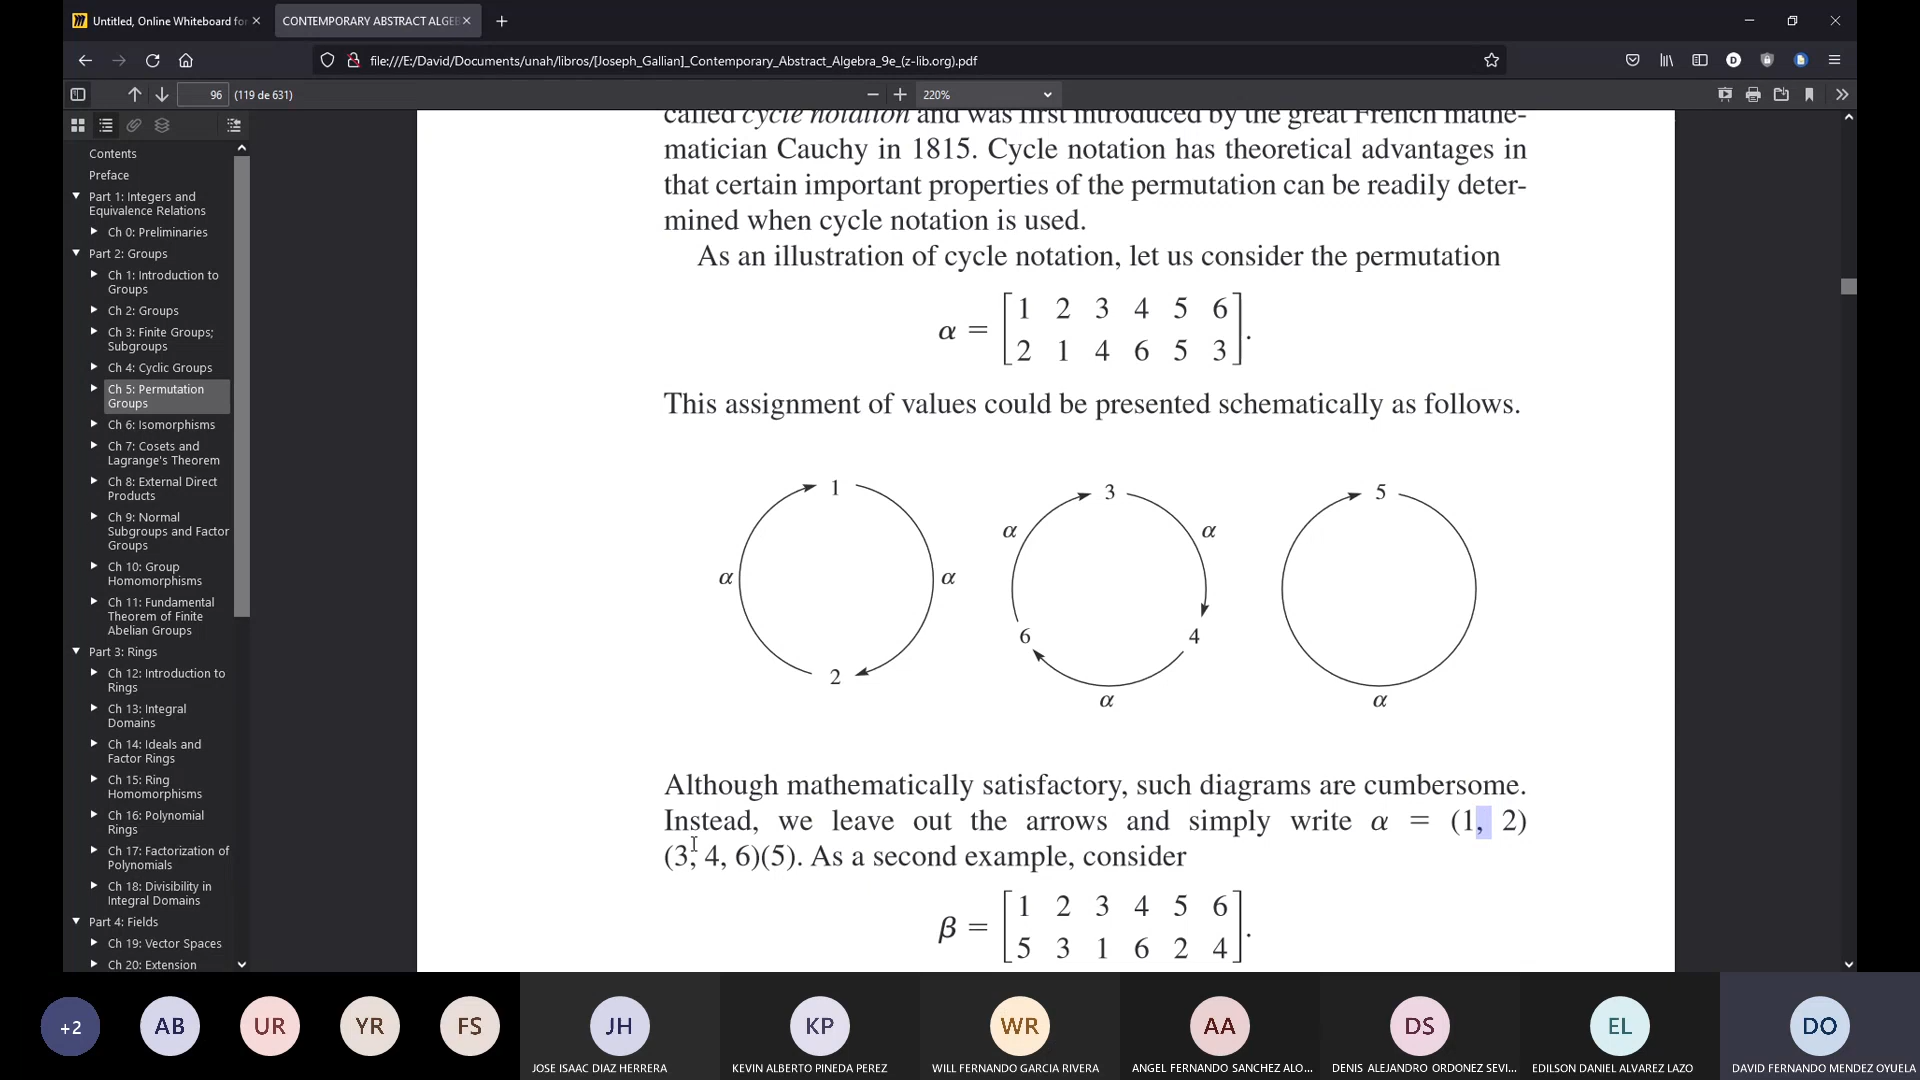 Untitled, Online Whiteboard for
CONTEMPORARY ABSTRACT ALGEB
file:///E:/David/Documents/unah/libros/[Joseph_Gallian]_Contemporary_Abstract_Algebra_9e_(z-lib.org).pdf
D
96 (119 de 631)
220%
Contents
Preface
Part 1: Integers and
Equivalence Relations
Ch 0: Preliminaries
Part 2: Groups
Ch 1: Introduction to
Groups
Ch 2: Groups
Ch 3: Finite Groups;
Subgroups
Ch 4: Cyclic Groups
Ch 5: Permutation
Groups
Ch 6: Isomorphisms
Ch 7: Cosets and
Lagrange's Theorem
Ch 8: External Direct
Products
Ch 9: Normal
Subgroups and Factor
Groups
Ch 10: Group
Homomorphisms
Ch 11: Fundamental
Theorem of Finite
Abelian Groups
Part 3: Rings
Ch 12: Introduction to
Rings
Ch 13: Integral
Domains
Ch 14: Ideals and
Factor Rings
Ch 15: Ring
Homomorphisms
Ch 16: Polynomial
Rings
Ch 17: Factorization of
Polynomials
Ch 18: Divisibility in
Integral Domains
Part 4: Fields
Ch 19: Vector Spaces
Ch 20: Extension
called cycle notation and was first introduced by the great French mathe-
matician Cauchy in 1815. Cycle notation has theoretical advantages in
that certain important properties of the permutation can be readily deter-
mined when cycle notation is used.
As an illustration of cycle notation, let us consider the permutation
α = [1 2 3 4 5 6
2 1 4 6 5 3].
This assignment of values could be presented schematically as follows.
1 3 5
α α
α α
6 4
2
α α
Although mathematically satisfactory, such diagrams are cumbersome.
Instead, we leave out the arrows and simply write α = (1, 2)
(3, 4, 6)(5). As a second example, consider
β = [1 2 3 4 5 6
5 3 1 6 2 4].
+2 AB UR YR FS JH KP WR AA DS EL DO
JOSE ISAAC DIAZ HERRERA KEVIN ALBERTO PINEDA PEREZ WILL FERNANDO GARCIA RIVERA ANGEL FERNANDO SANCHEZ ALO... DENIS ALEJANDRO ORDONEZ SEVI... EDILSON DANIEL ALVAREZ LAZO DAVID FERNANDO MENDEZ OYUELA